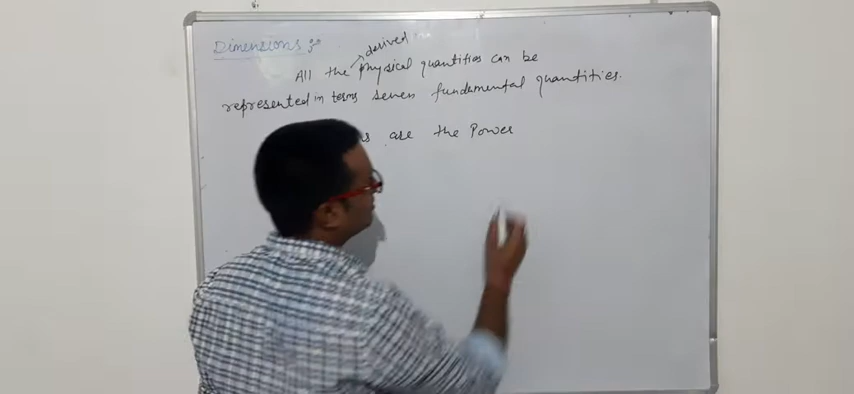 Dimensions :-
derived
All the physical quantities can be
represented in terms seven fundamental quantities.
are the Power